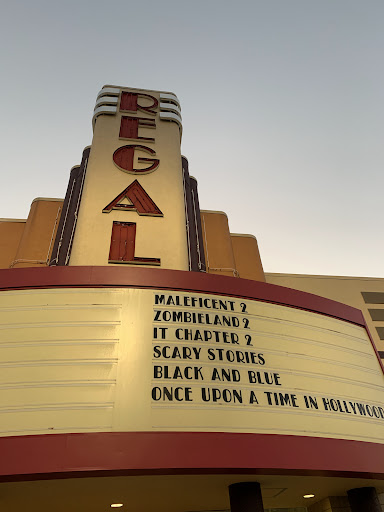 REGAL
MALEFICENT 2
ZOMBIELAND 2
IT CHAPTER 2
SCARY STORIES
BLACK AND BLUE
ONCE UPON A TIME IN HOLLYWOOD